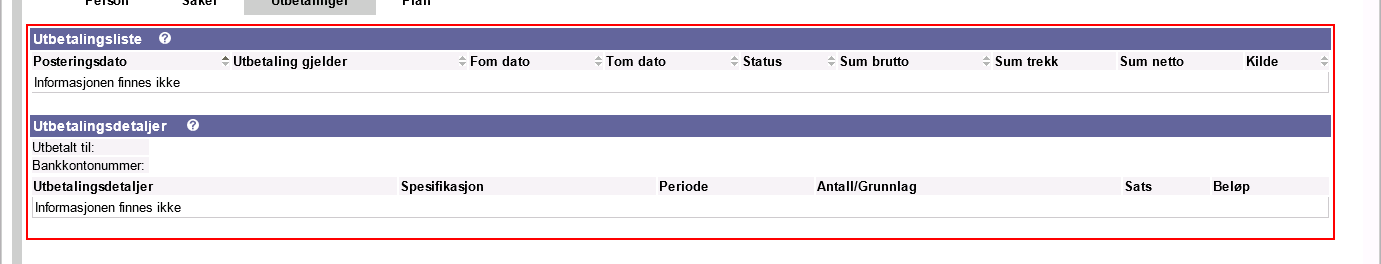 Person Saker Utbetalinger Plan
Utbetalingsliste ?
Posteringsdato Utbetaling gjelder Fom dato Tom dato Status Sum brutto Sum trekk Sum netto Kilde
Informasjonen finnes ikke
Utbetalingsdetaljer ?
Utbetalt til:
Bankkontonummer:
Utbetalingsdetaljer Spesifikasjon Periode Antall/Grunnlag Sats Beløp
Informasjonen finnes ikke